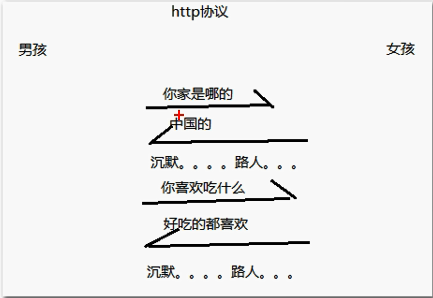 http协议
男孩 女孩
你家是哪的
中国的
沉默。。。。路人。。。
你喜欢吃什么
好吃的都喜欢
沉默。。。。路人。。。